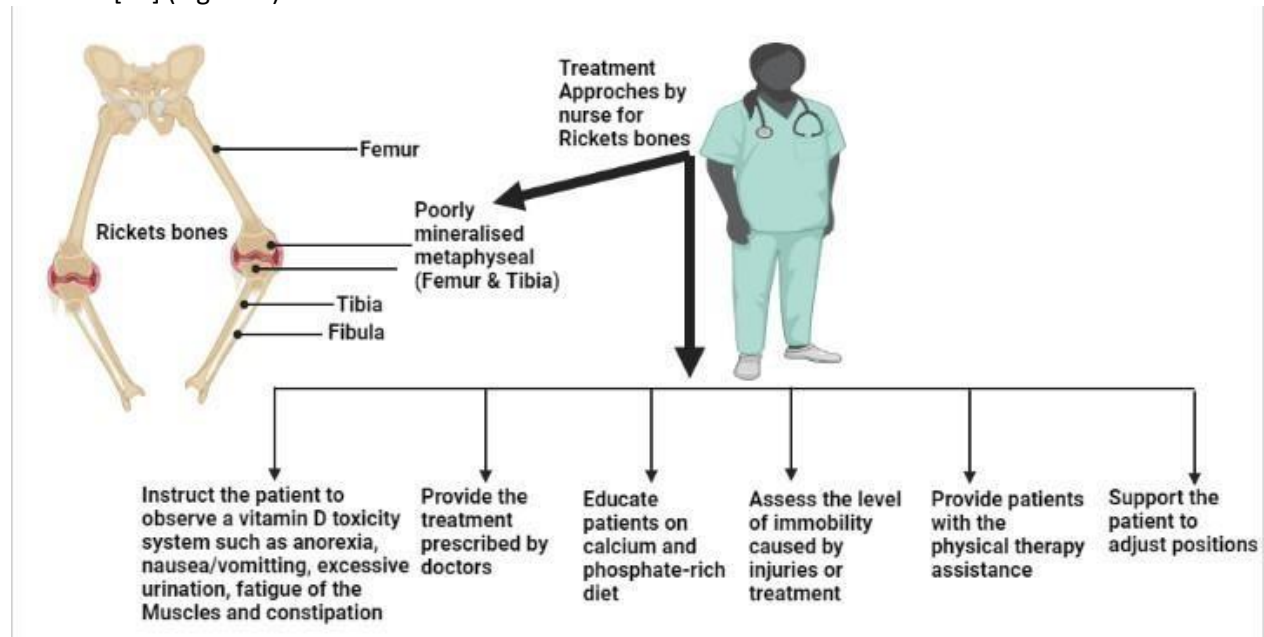 Treatment
Approches by
nurse for
Rickets bones
Femur
Rickets bones
Poorly
mineralised
metaphyseal
(Femur & Tibia)
Tibia
Fibula
Instruct the patient to
observe a vitamin D toxicity
system such as anorexia,
nausea/vomitting, excessive
urination, fatigue of the
Muscles and constipation
Provide the
treatment
prescribed by
doctors
Educate
patients on
calcium and
phosphate-rich
diet
Assess the level
of immobility
caused by
injuries or
treatment
Provide patients
with the
physical therapy
assistance
Support the
patient to
adjust positions